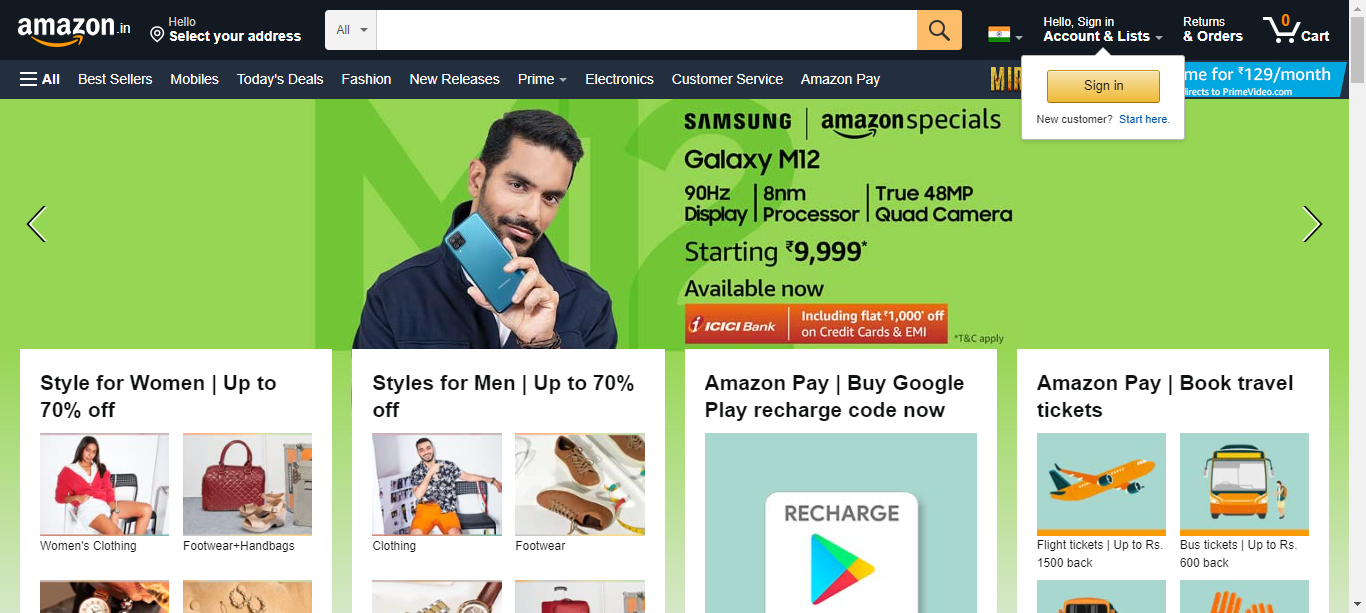 amazon.in
Hello
Select your address
All
Hello, Sign in
Account & Lists
Returns
& Orders
0
Cart
All
Best Sellers
Mobiles
Today's Deals
Fashion
New Releases
Prime
Electronics
Customer Service
Amazon Pay
me for ₹129/month
directs to PrimeVideo.com
Sign in
New customer? Start here.
SAMSUNG | amazonspecials
M12
Galaxy M12
90Hz Display | 8nm Processor | True 48MP Quad Camera
Starting ₹9,999*
Available now
ICICI Bank
Including flat ₹1,000* off
on Credit Cards & EMI
*T&C apply
Style for Women | Up to
70% off
Women's Clothing
Footwear+Handbags
Styles for Men | Up to 70%
off
Clothing
Footwear
Amazon Pay | Buy Google
Play recharge code now
RECHARGE
Amazon Pay | Book travel
tickets
Flight tickets | Up to Rs.
1500 back
Bus tickets | Up to Rs.
600 back